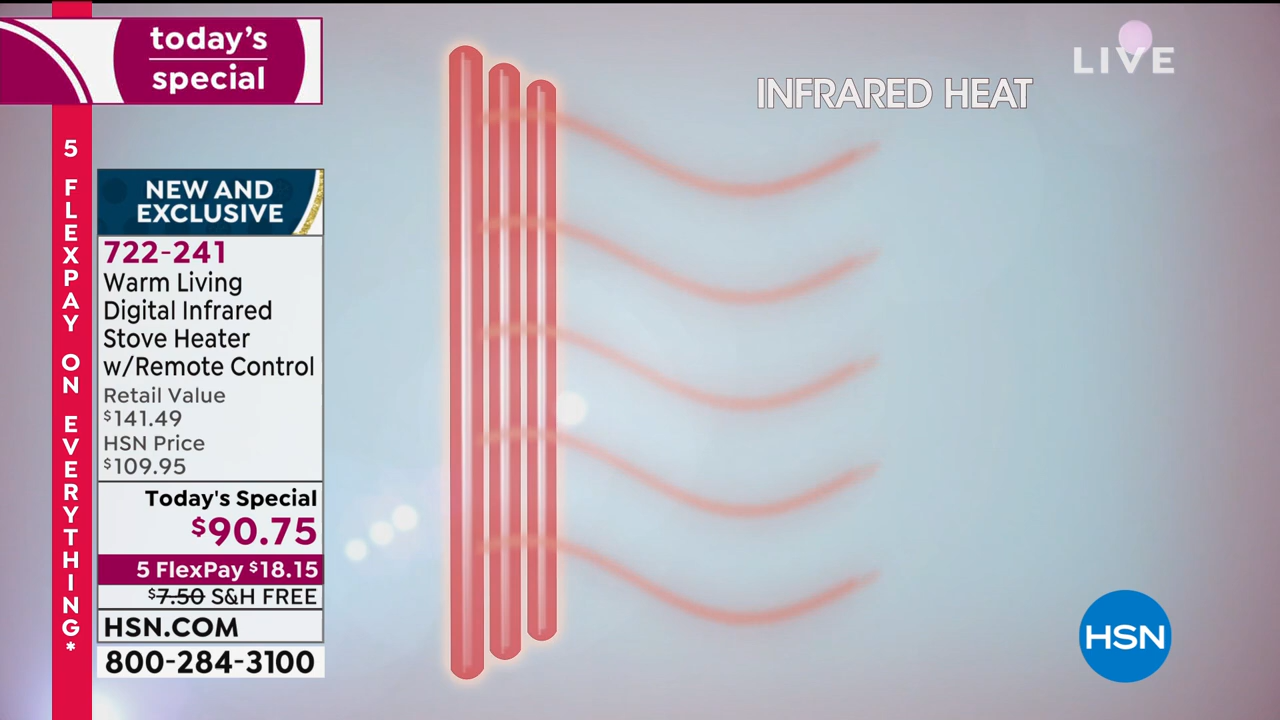 today's
special
5 FLEXPAY ON EVERYTHING*
NEW AND
EXCLUSIVE
722-241
Warm Living
Digital Infrared
Stove Heater
w/Remote Control
Retail Value
$141.49
HSN Price
$109.95
Today's Special
$90.75
5 FlexPay $18.15
$7.50 S&H FREE
HSN.COM
800-284-3100
INFRARED HEAT
LIVE
HSN